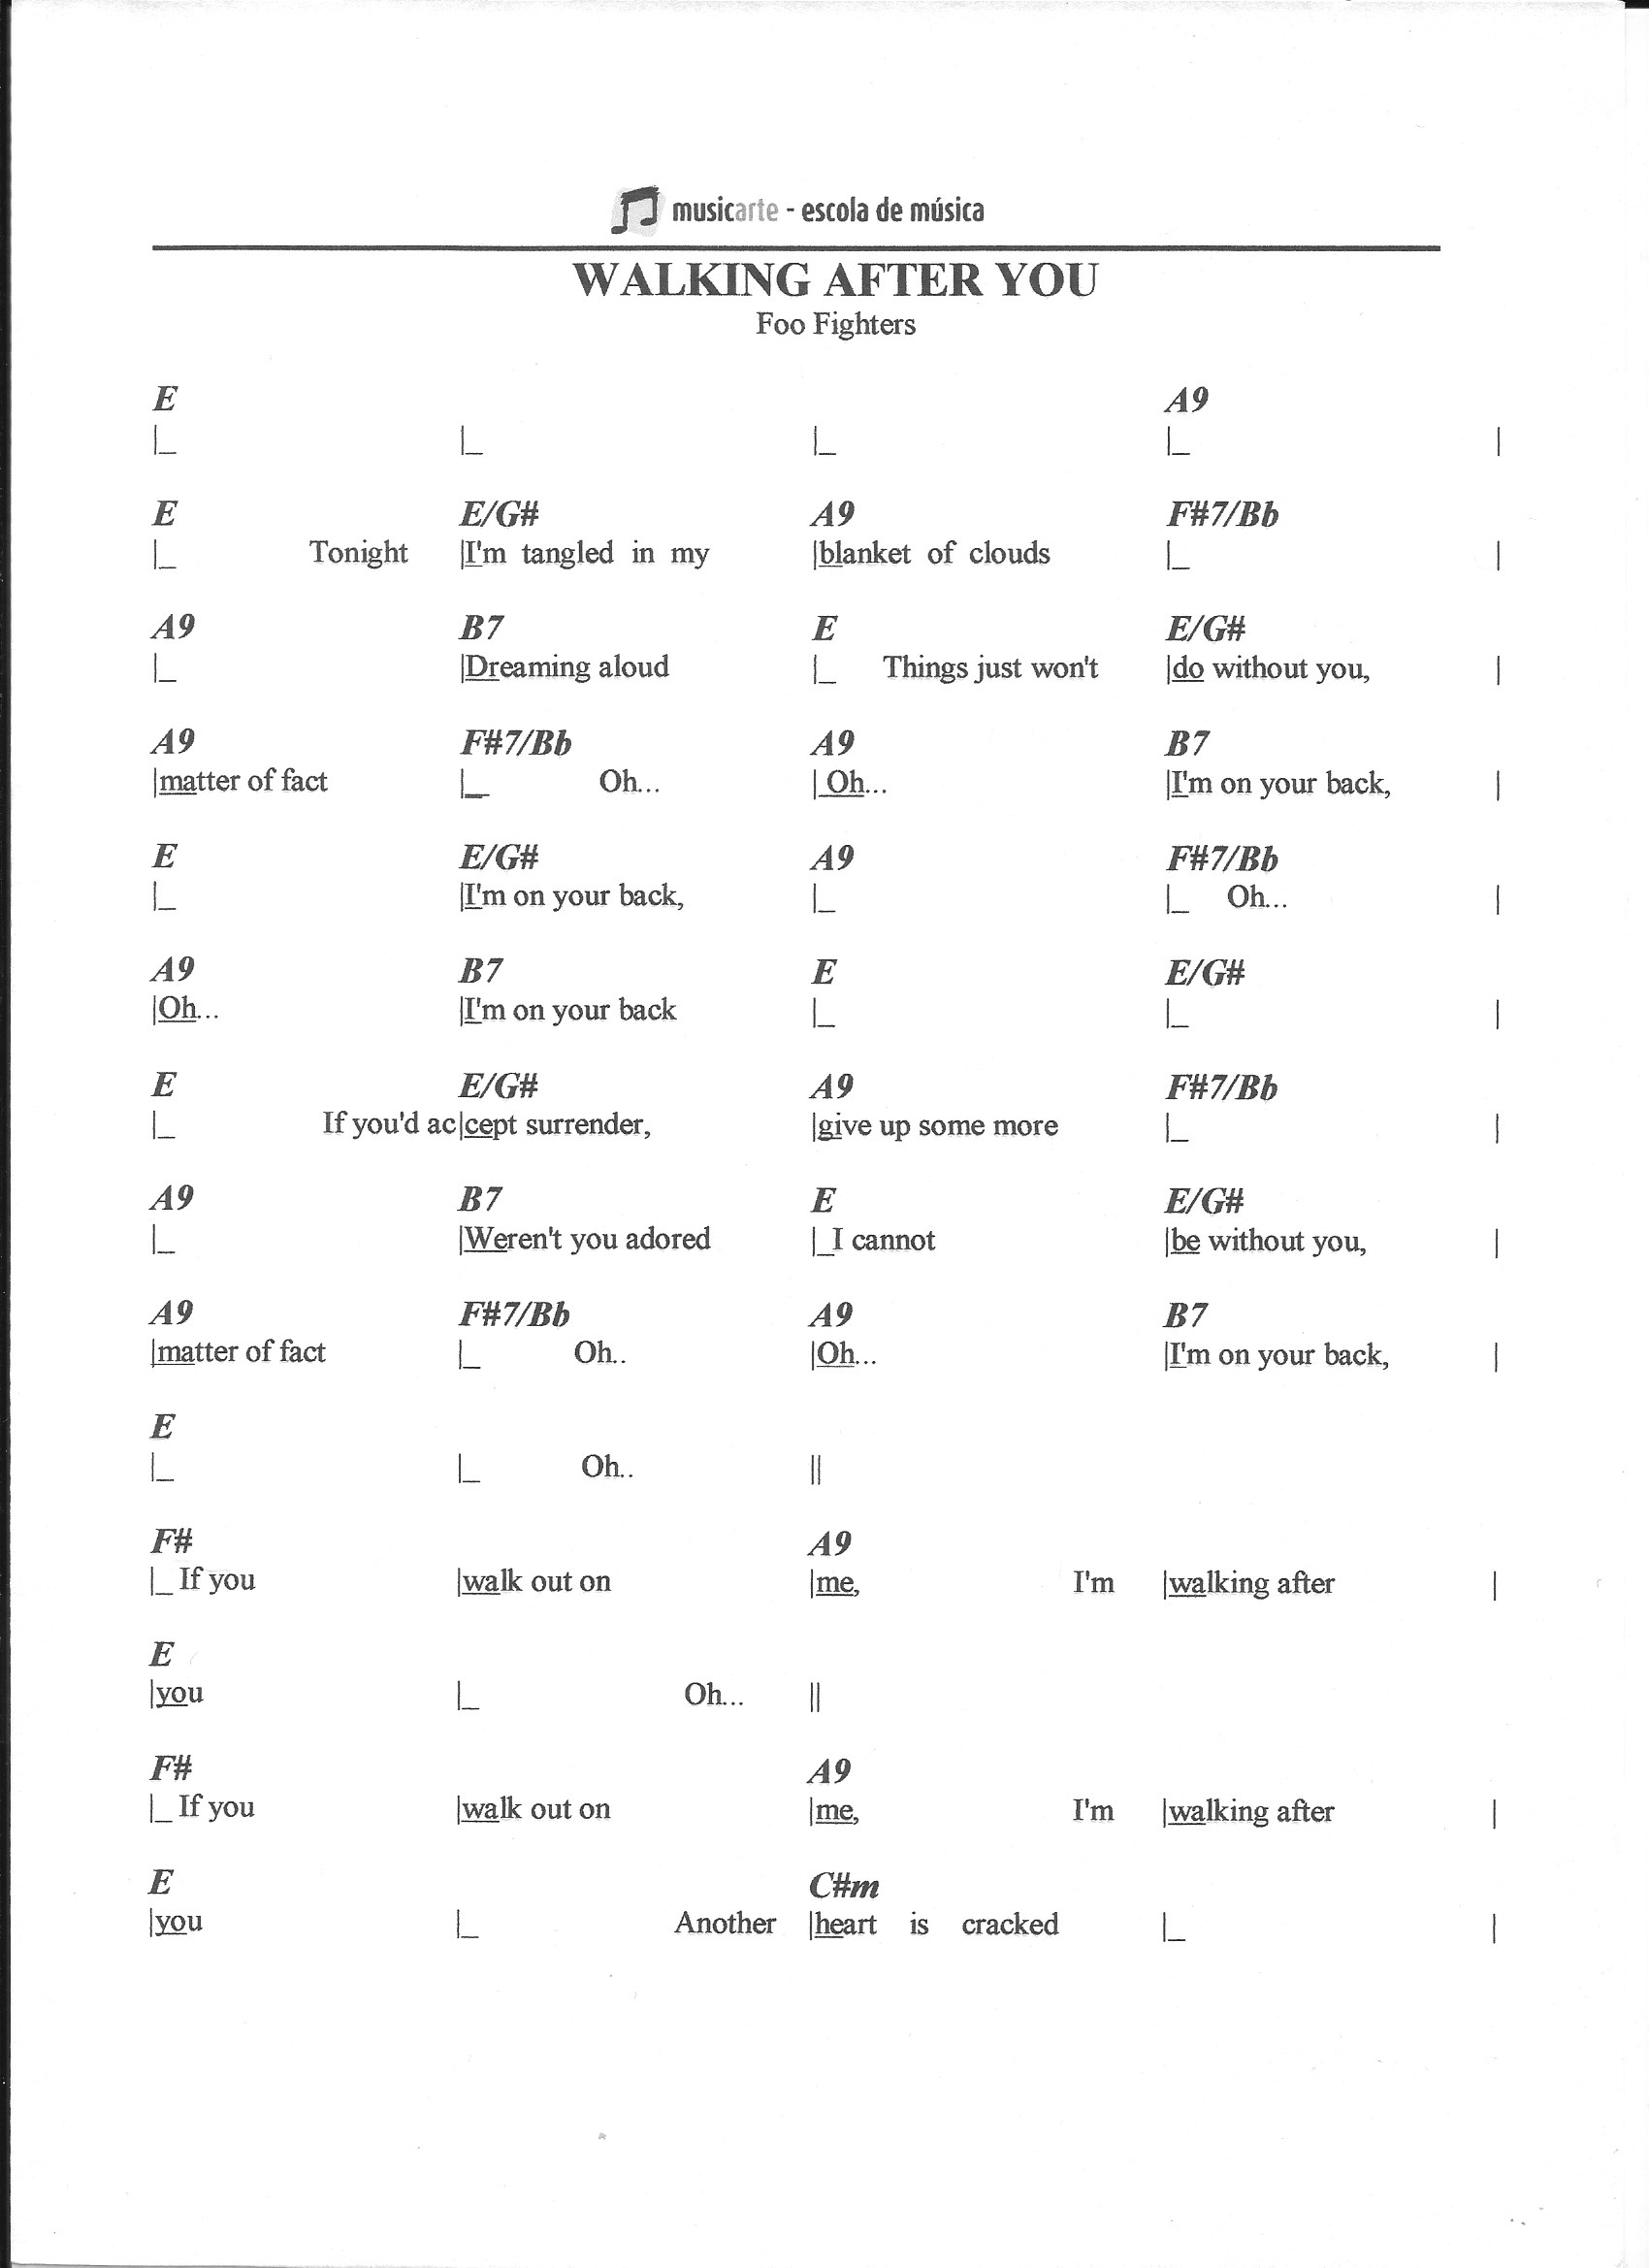 musicarte - escola de música
WALKING AFTER YOU
Foo Fighters
E A9
|_ |_ |_ |_ |
E E/G# A9 F#7/Bb
|_ Tonight |I'm tangled in my |blanket of clouds |_ |
A9 B7 E E/G#
|_ |Dreaming aloud |_ Things just won't |do without you, |
A9 F#7/Bb A9 B7
|matter of fact |_ Oh... | Oh... |I'm on your back, |
E E/G# A9 F#7/Bb
|_ |I'm on your back, |_ |_ Oh... |
A9 B7 E E/G#
|Oh... |I'm on your back |_ |_ |
E E/G# A9 F#7/Bb
|_ If you'd ac|cept surrender, |give up some more |_ |
A9 B7 E E/G#
|_ |Weren't you adored |_I cannot |be without you, |
A9 F#7/Bb A9 B7
|matter of fact |_ Oh.. |Oh... |I'm on your back, |
E
|_ |_ Oh.. ||
F# A9
|_ If you |walk out on |me, I'm |walking after |
E
|you |_ Oh... ||
F# A9
|_ If you |walk out on |me, I'm |walking after |
E C#m
|you |_ Another |heart is cracked |_ |